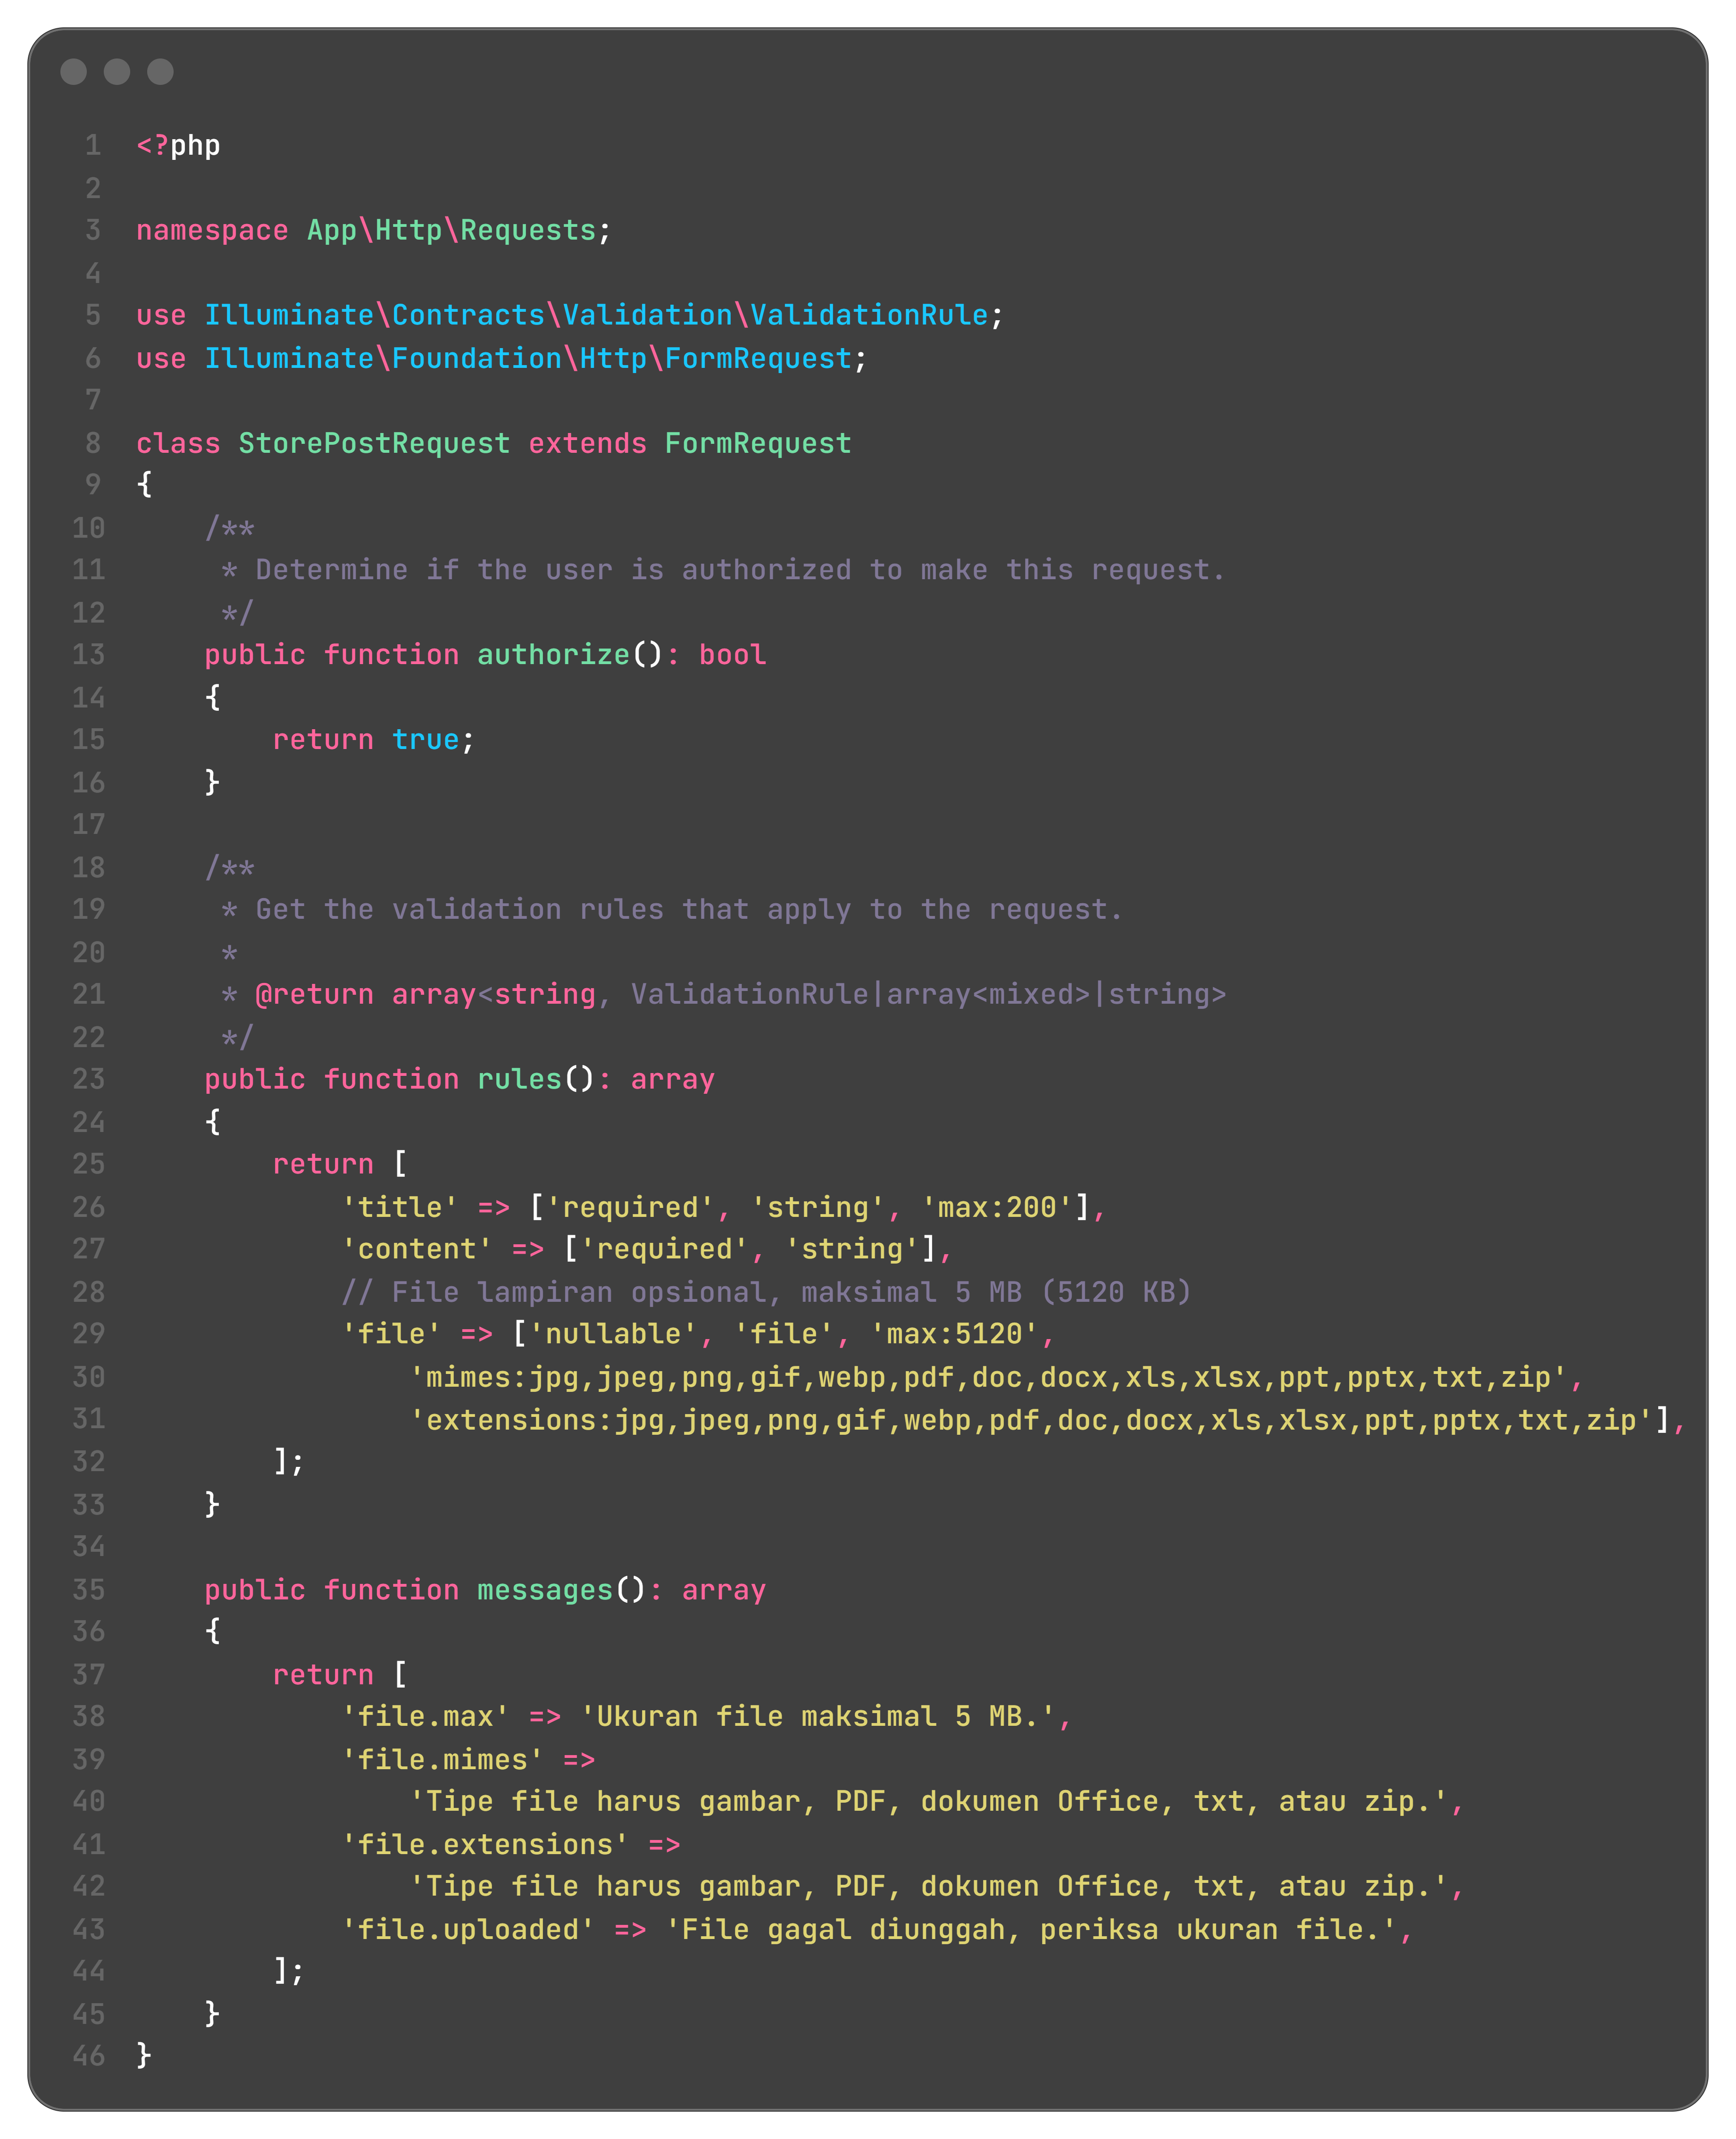 1 <?php
2
3 namespace App\Http\Requests;
4
5 use Illuminate\Contracts\Validation\ValidationRule;
6 use Illuminate\Foundation\Http\FormRequest;
7
8 class StorePostRequest extends FormRequest
9 {
10     /**
11      * Determine if the user is authorized to make this request.
12      */
13     public function authorize(): bool
14     {
15         return true;
16     }
17
18     /**
19      * Get the validation rules that apply to the request.
20      *
21      * @return array<string, ValidationRule|array<mixed>|string>
22      */
23     public function rules(): array
24     {
25         return [
26             'title' => ['required', 'string', 'max:200'],
27             'content' => ['required', 'string'],
28             // File lampiran opsional, maksimal 5 MB (5120 KB)
29             'file' => ['nullable', 'file', 'max:5120',
30                 'mimes:jpg,jpeg,png,gif,webp,pdf,doc,docx,xls,xlsx,ppt,pptx,txt,zip',
31                 'extensions:jpg,jpeg,png,gif,webp,pdf,doc,docx,xls,xlsx,ppt,pptx,txt,zip'],
32         ];
33     }
34
35     public function messages(): array
36     {
37         return [
38             'file.max' => 'Ukuran file maksimal 5 MB.',
39             'file.mimes' =>
40                 'Tipe file harus gambar, PDF, dokumen Office, txt, atau zip.',
41             'file.extensions' =>
42                 'Tipe file harus gambar, PDF, dokumen Office, txt, atau zip.',
43             'file.uploaded' => 'File gagal diunggah, periksa ukuran file.',
44         ];
45     }
46 }